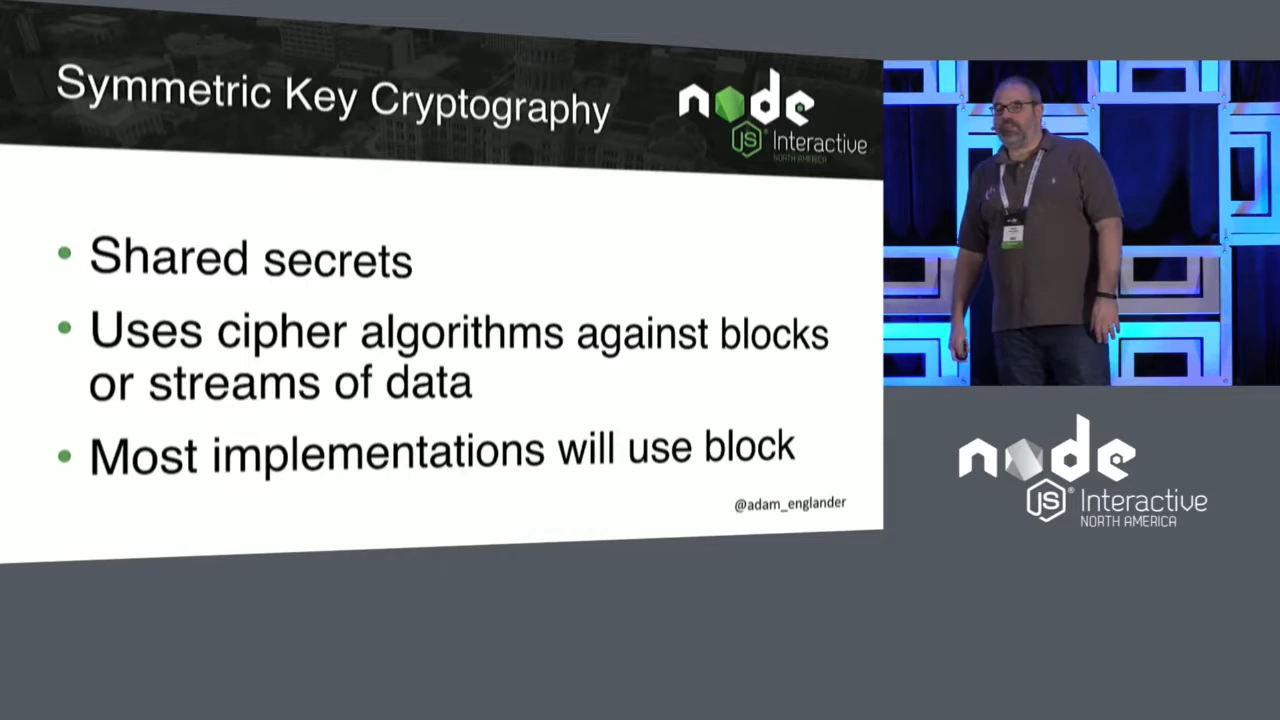 Symmetric Key Cryptography
node
JS® Interactive
NORTH AMERICA
• Shared secrets
• Uses cipher algorithms against blocks
or streams of data
• Most implementations will use block
@adam_englander
node
JS® Interactive
NORTH AMERICA